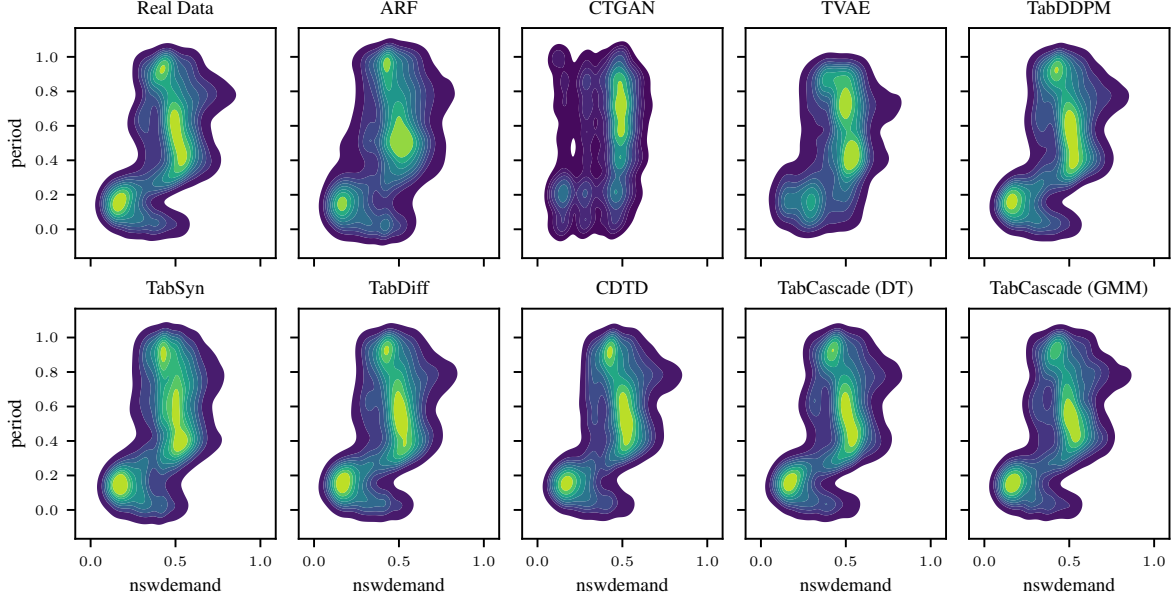 Real Data
ARF
CTGAN
TVAE
TabDDPM
period
1.0
0.8
0.6
0.4
0.2
0.0
TabSyn
TabDiff
CDTD
TabCascade (DT)
TabCascade (GMM)
period
1.0
0.8
0.6
0.4
0.2
0.0
0.0 0.5 1.0
0.0 0.5 1.0
0.0 0.5 1.0
0.0 0.5 1.0
0.0 0.5 1.0
nswdemand
nswdemand
nswdemand
nswdemand
nswdemand